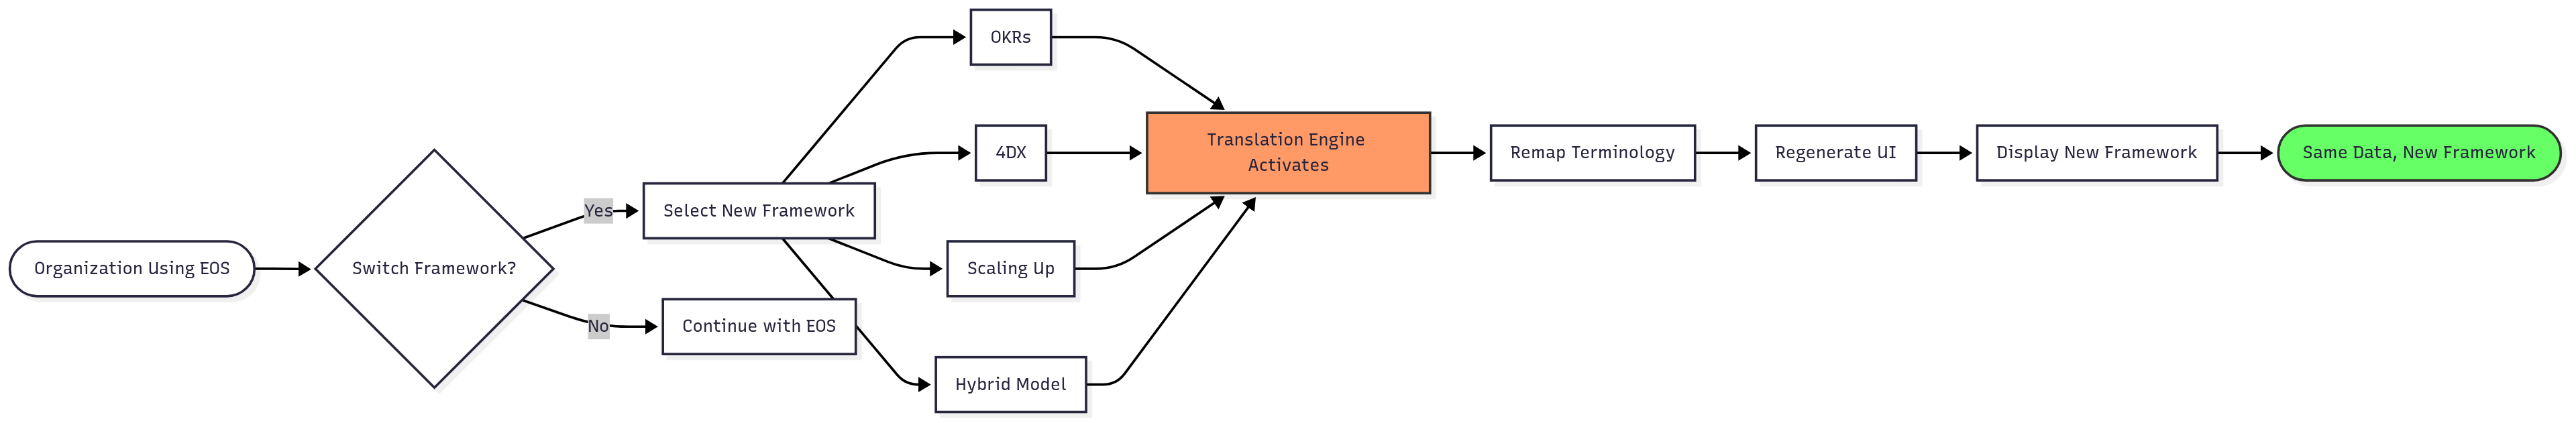 Organization Using EOS
Switch Framework?
Yes
No
Select New Framework
Continue with EOS
OKRs
4DX
Scaling Up
Hybrid Model
Translation Engine
Activates
Remap Terminology
Regenerate UI
Display New Framework
Same Data, New Framework